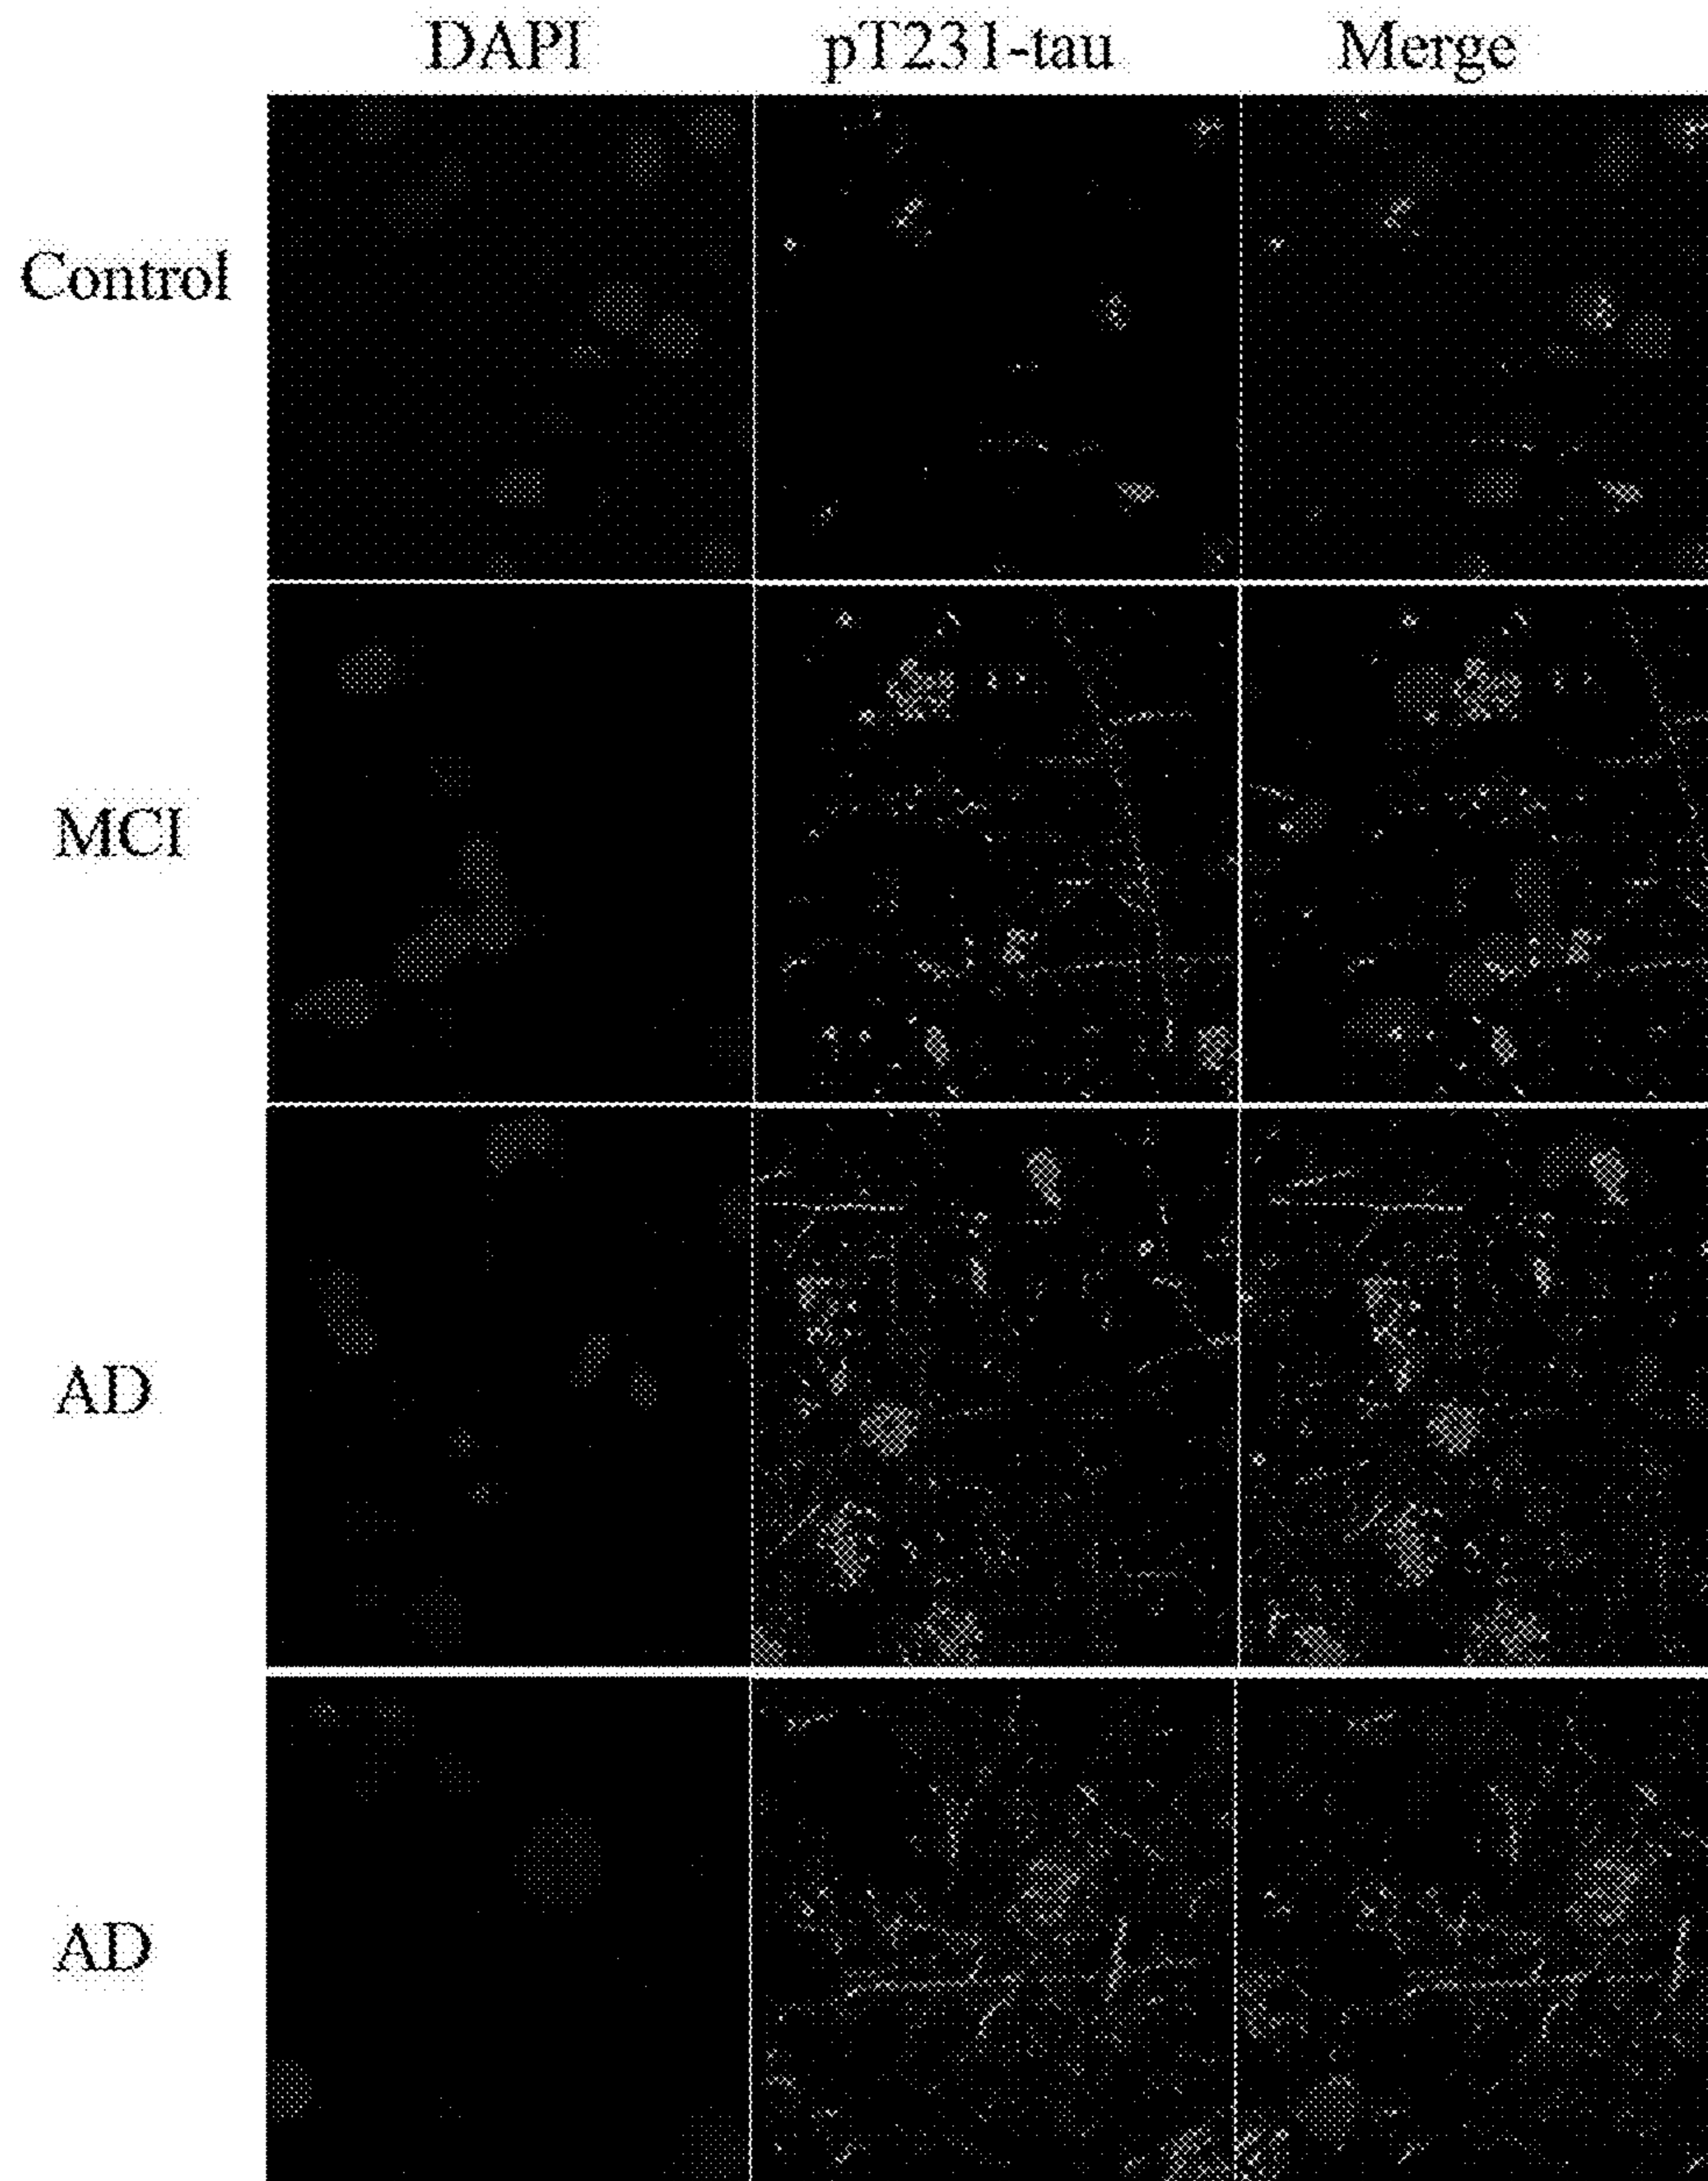 DAPI pT231-tau Merge
Control
MCI
AD
AD